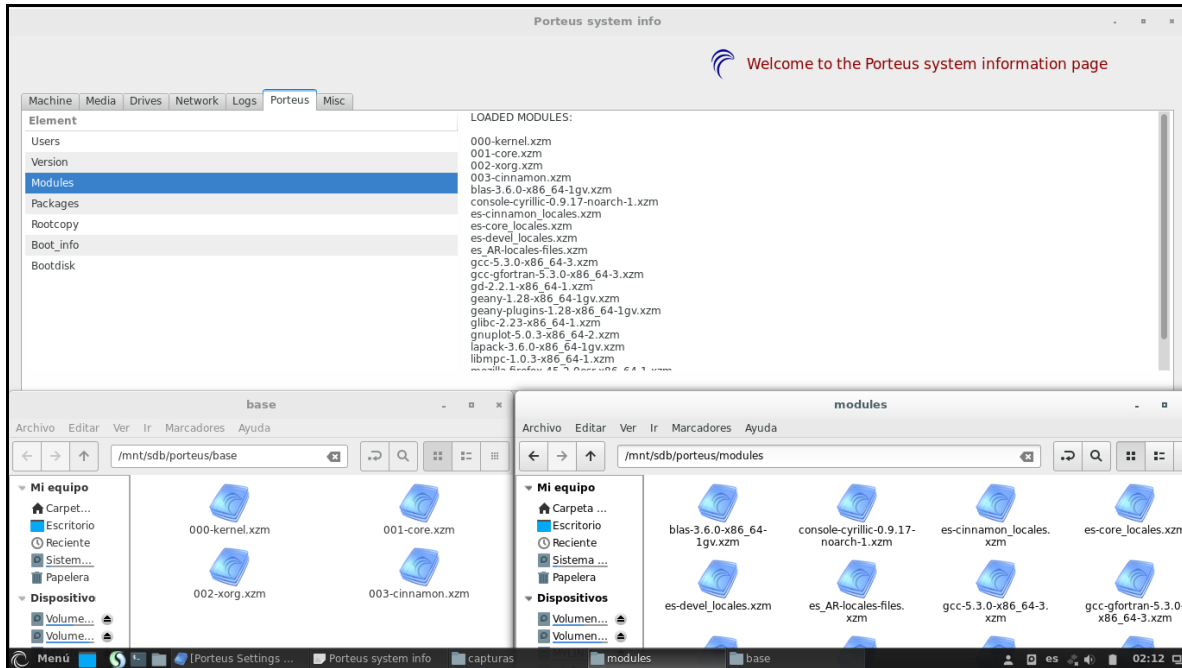 Porteus system info
Welcome to the Porteus system information page
Machine Media Drives Network Logs Porteus Misc
Element
Users
Version
Modules
Packages
Rootcopy
Boot_info
Bootdisk
LOADED MODULES:
000-kernel.xzm
001-core.xzm
002-xorg.xzm
003-cinnamon.xzm
blas-3.6.0-x86_64-1gv.xzm
console-cyrillic-0.9.17-noarch-1.xzm
es-cinnamon_locales.xzm
es-core_locales.xzm
es-devel_locales.xzm
es_AR-locales-files.xzm
gcc-5.3.0-x86_64-3.xzm
gcc-gfortran-5.3.0-x86_64-3.xzm
gd-2.2.1-x86_64-1.xzm
geany-1.28-x86_64-1gv.xzm
geany-plugins-1.28-x86_64-1gv.xzm
glibc-2.23-x86_64-1.xzm
gnuplot-5.0.3-x86_64-2.xzm
lapack-3.6.0-x86_64-1gv.xzm
libmpc-1.0.3-x86_64-1.xzm
mozilla-firefox-45.2.0esr-x86_64-1.xzm
base
Archivo Editar Ver Ir Marcadores Ayuda
/mnt/sdb/porteus/base
Mi equipo
Carpet...
Escritorio
Reciente
Sistem...
Papelera
Dispositivo
Volume...
Volume...
000-kernel.xzm
001-core.xzm
002-xorg.xzm
003-cinnamon.xzm
modules
Archivo Editar Ver Ir Marcadores Ayuda
/mnt/sdb/porteus/modules
Mi equipo
Carpeta ...
Escritorio
Reciente
Sistema ...
Papelera
Dispositivos
Volumen...
Volumen...
blas-3.6.0-x86_64-
1gv.xzm
console-cyrillic-0.9.17-
noarch-1.xzm
es-cinnamon_locales.
xzm
es-core_locales.xzm
es-devel_locales.xzm
es_AR-locales-files.
xzm
gcc-5.3.0-x86_64-3.
xzm
gcc-gfortran-5.3.0-
x86_64-3.xzm
Menú [Porteus Settings ... Porteus system info capturas modules base es 02:12